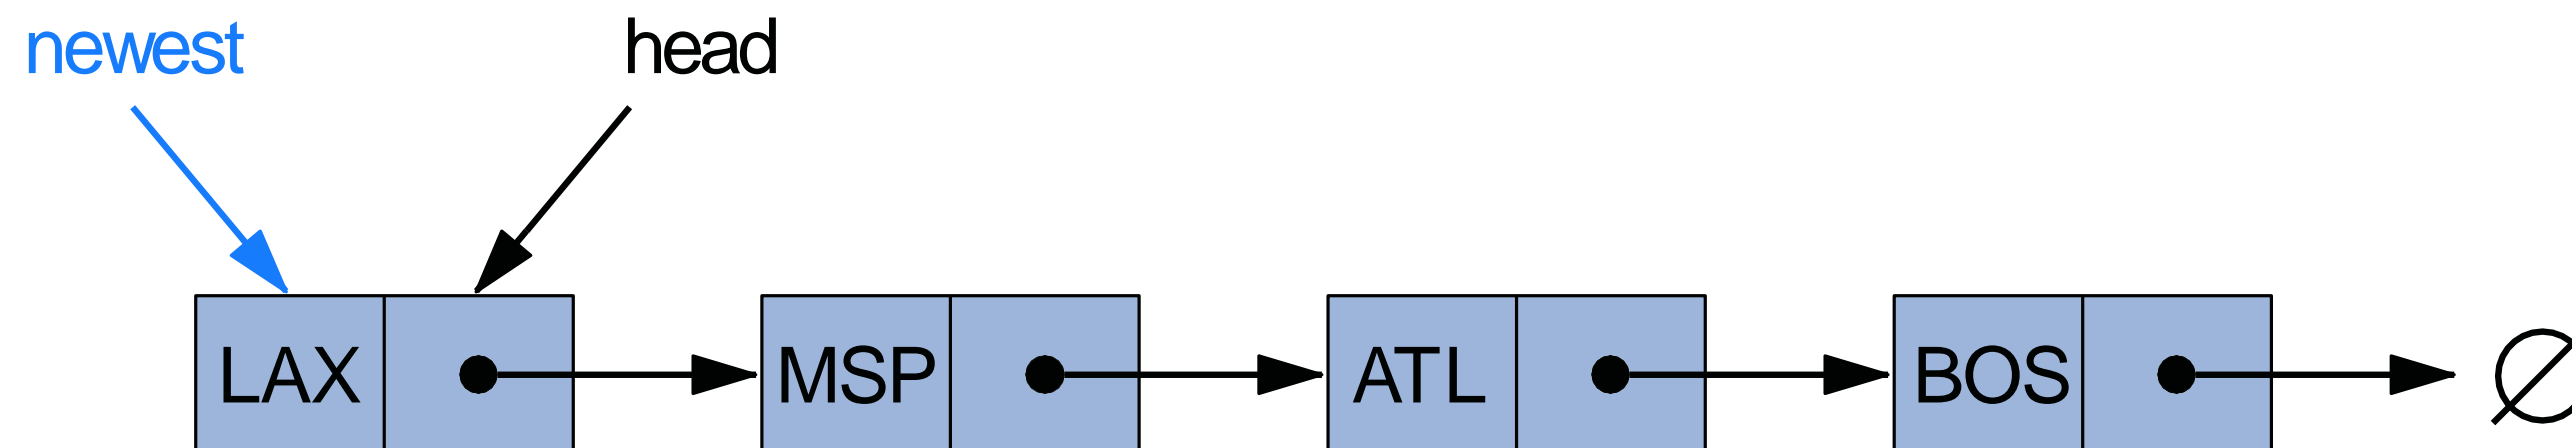 newest head
LAX MSP ATL BOS ∅